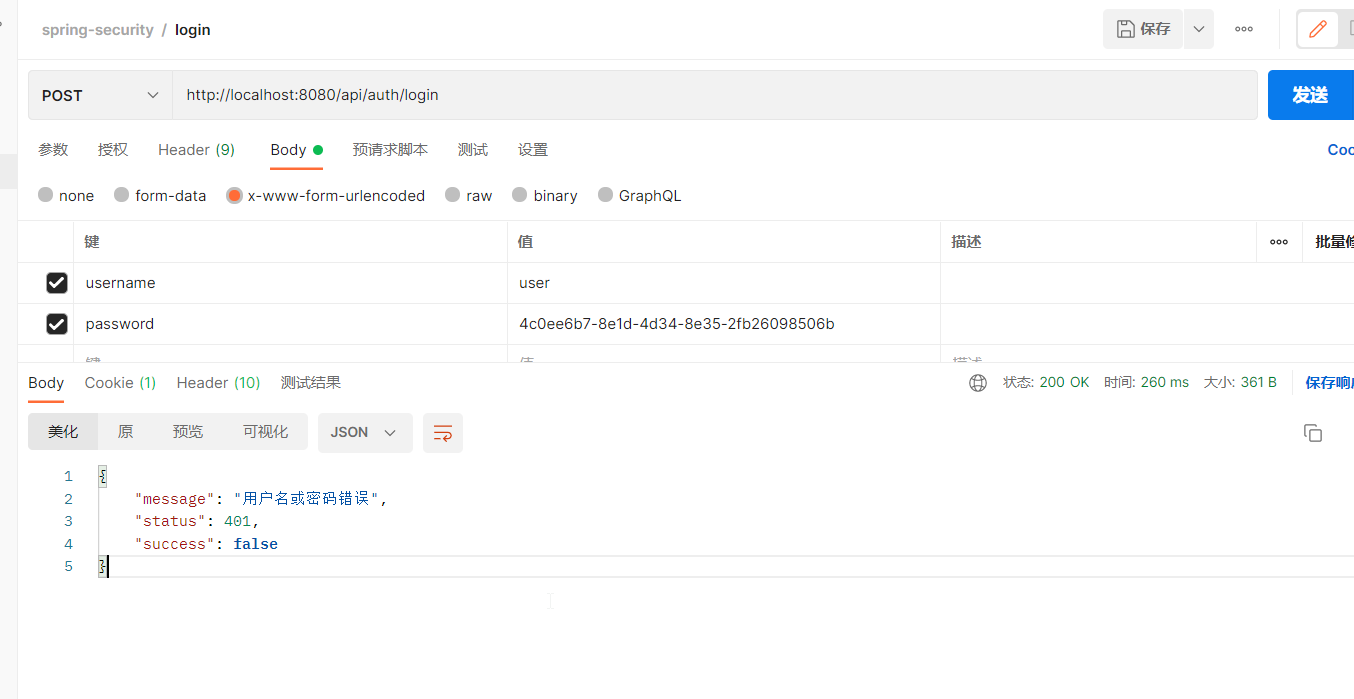 spring-security / login
保存
POST
http://localhost:8080/api/auth/login
发送
参数 授权 Header (9) Body 预请求脚本 测试 设置 Coo
none form-data x-www-form-urlencoded raw binary GraphQL
键 值 描述 批量修
username user
password 4c0ee6b7-8e1d-4d34-8e35-2fb26098506b
键 值 描述
Body Cookie (1) Header (10) 测试结果 状态: 200 OK 时间: 260 ms 大小: 361 B 保存响应
美化 原 预览 可视化 JSON
1 {
2 "message": "用户名或密码错误",
3 "status": 401,
4 "success": false
5 }